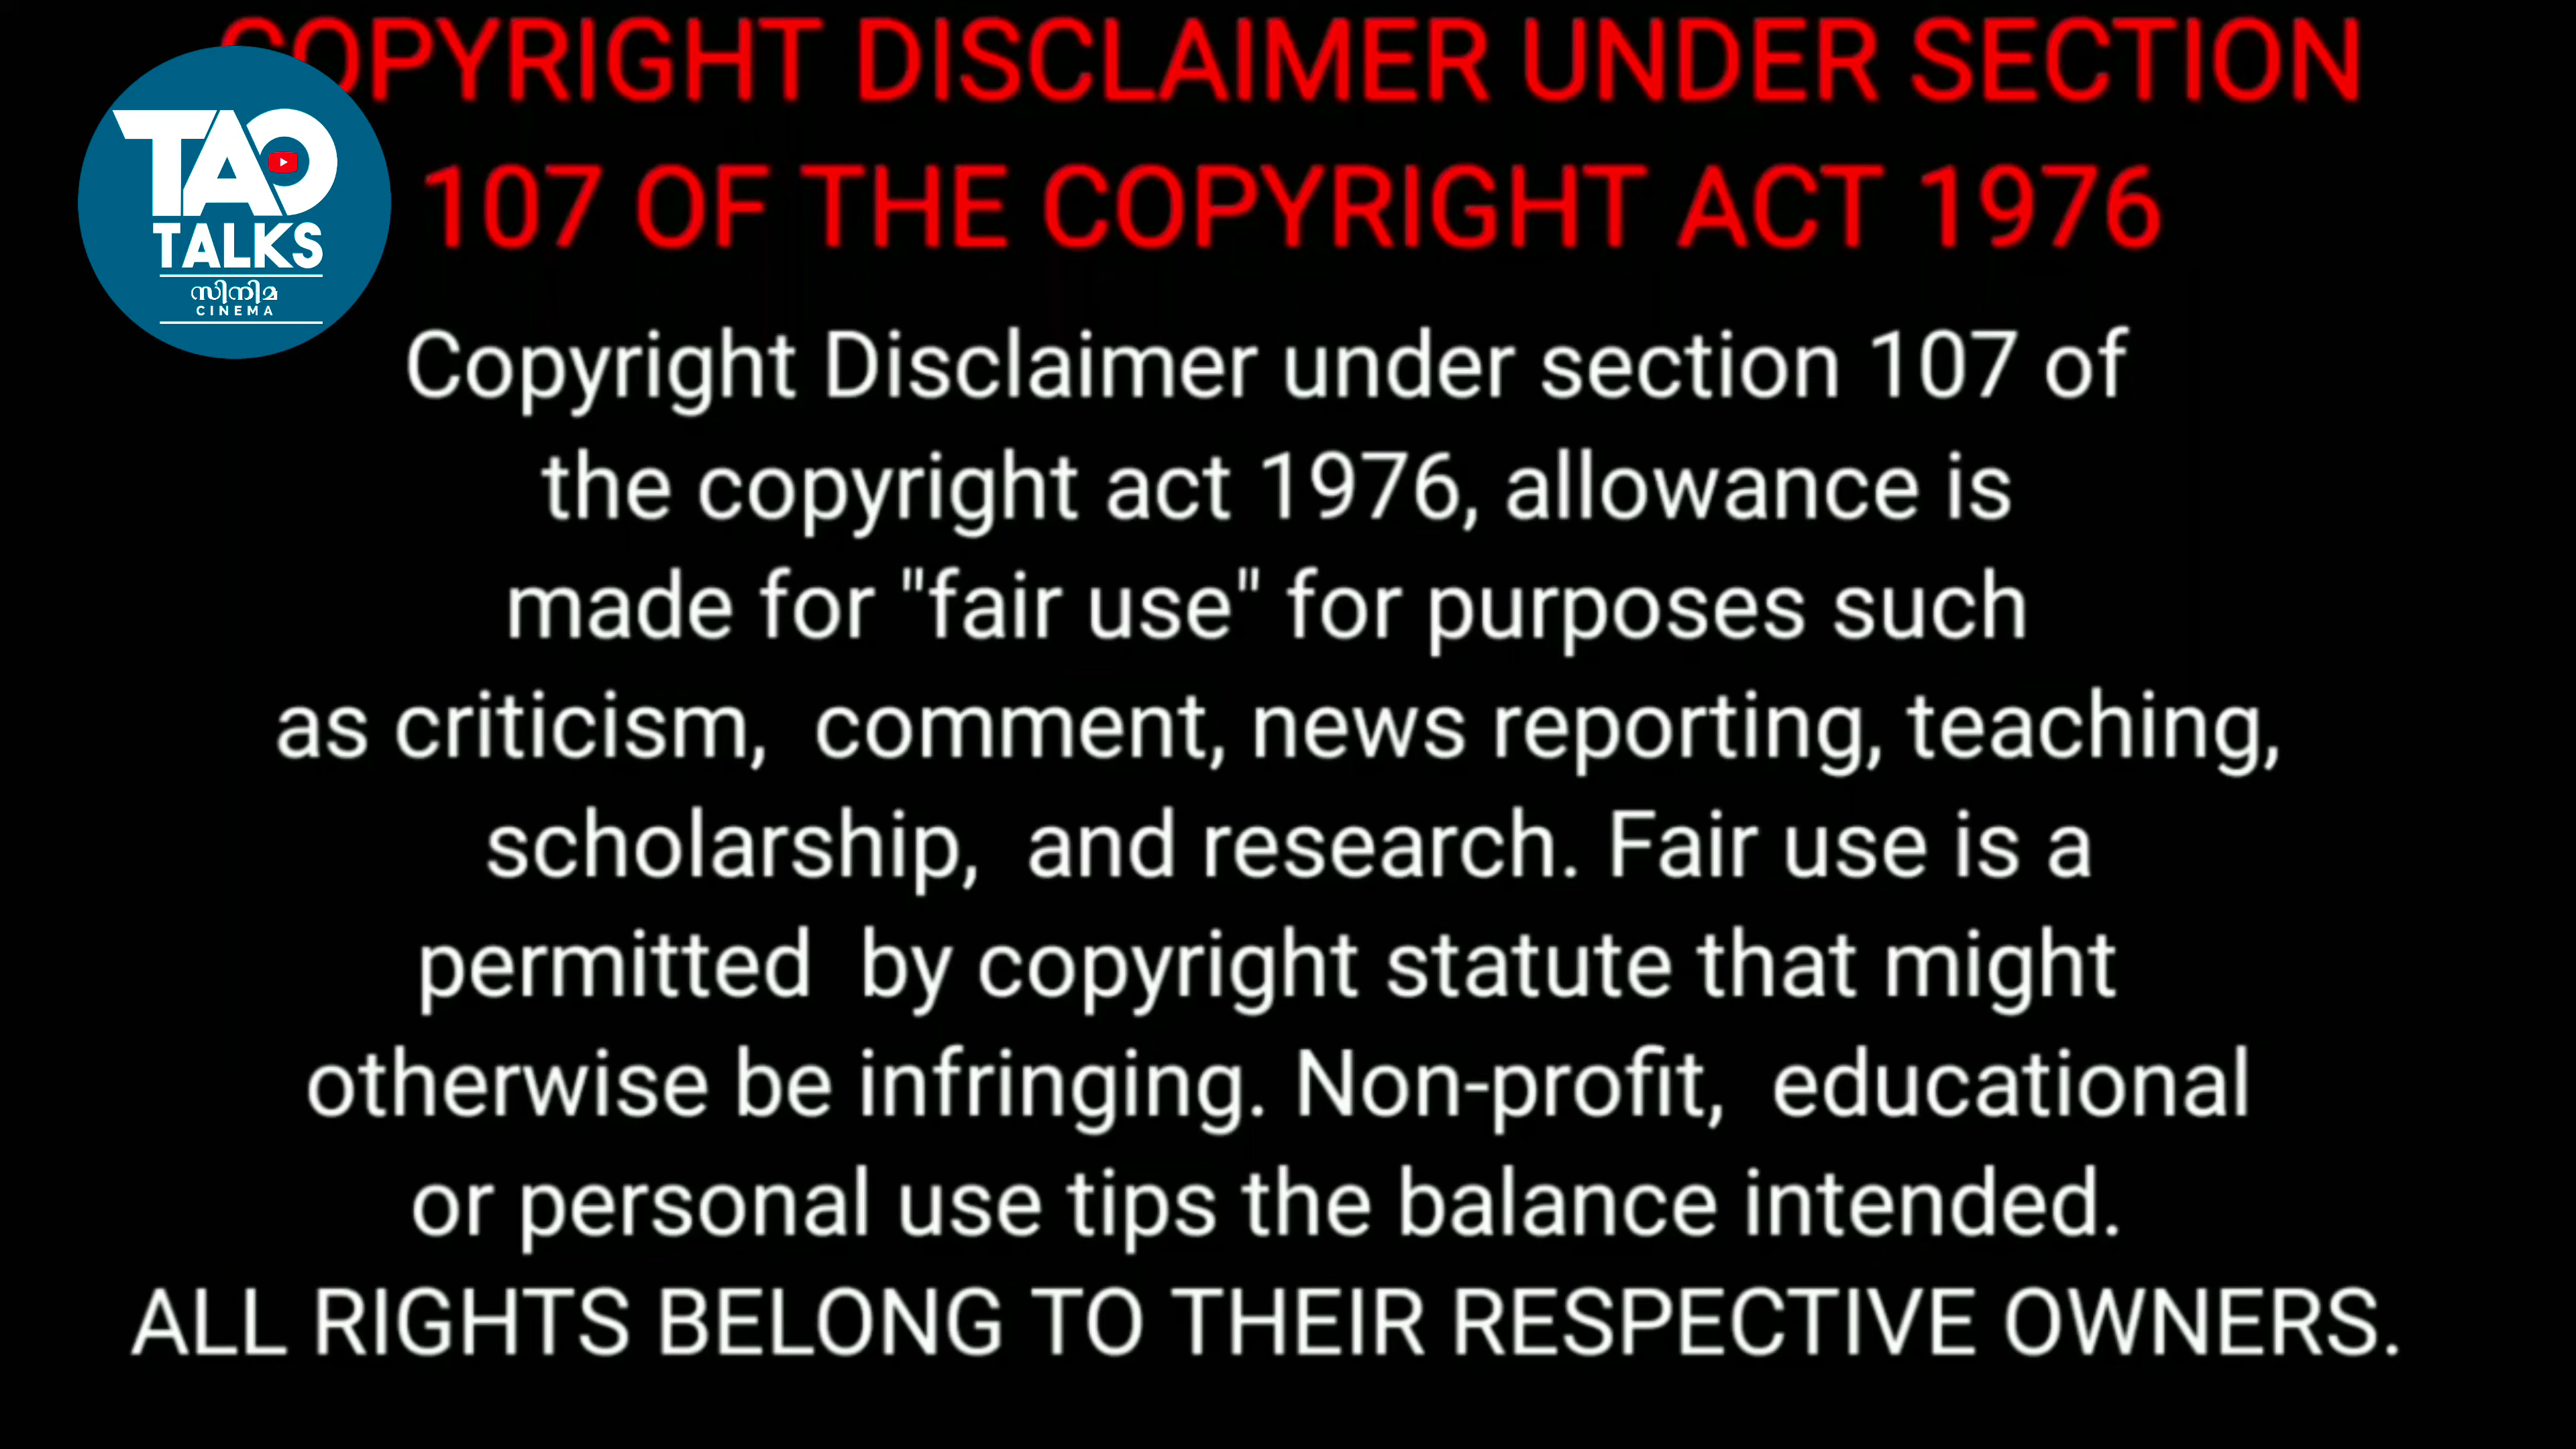 COPYRIGHT DISCLAIMER UNDER SECTION
107 OF THE COPYRIGHT ACT 1976
TAO
TALKS
സിനിമ
CINEMA
Copyright Disclaimer under section 107 of
the copyright act 1976, allowance is
made for "fair use" for purposes such
as criticism,  comment, news reporting, teaching,
scholarship,  and research. Fair use is a
permitted  by copyright statute that might
otherwise be infringing. Non-profit,  educational
or personal use tips the balance intended.
ALL RIGHTS BELONG TO THEIR RESPECTIVE OWNERS.